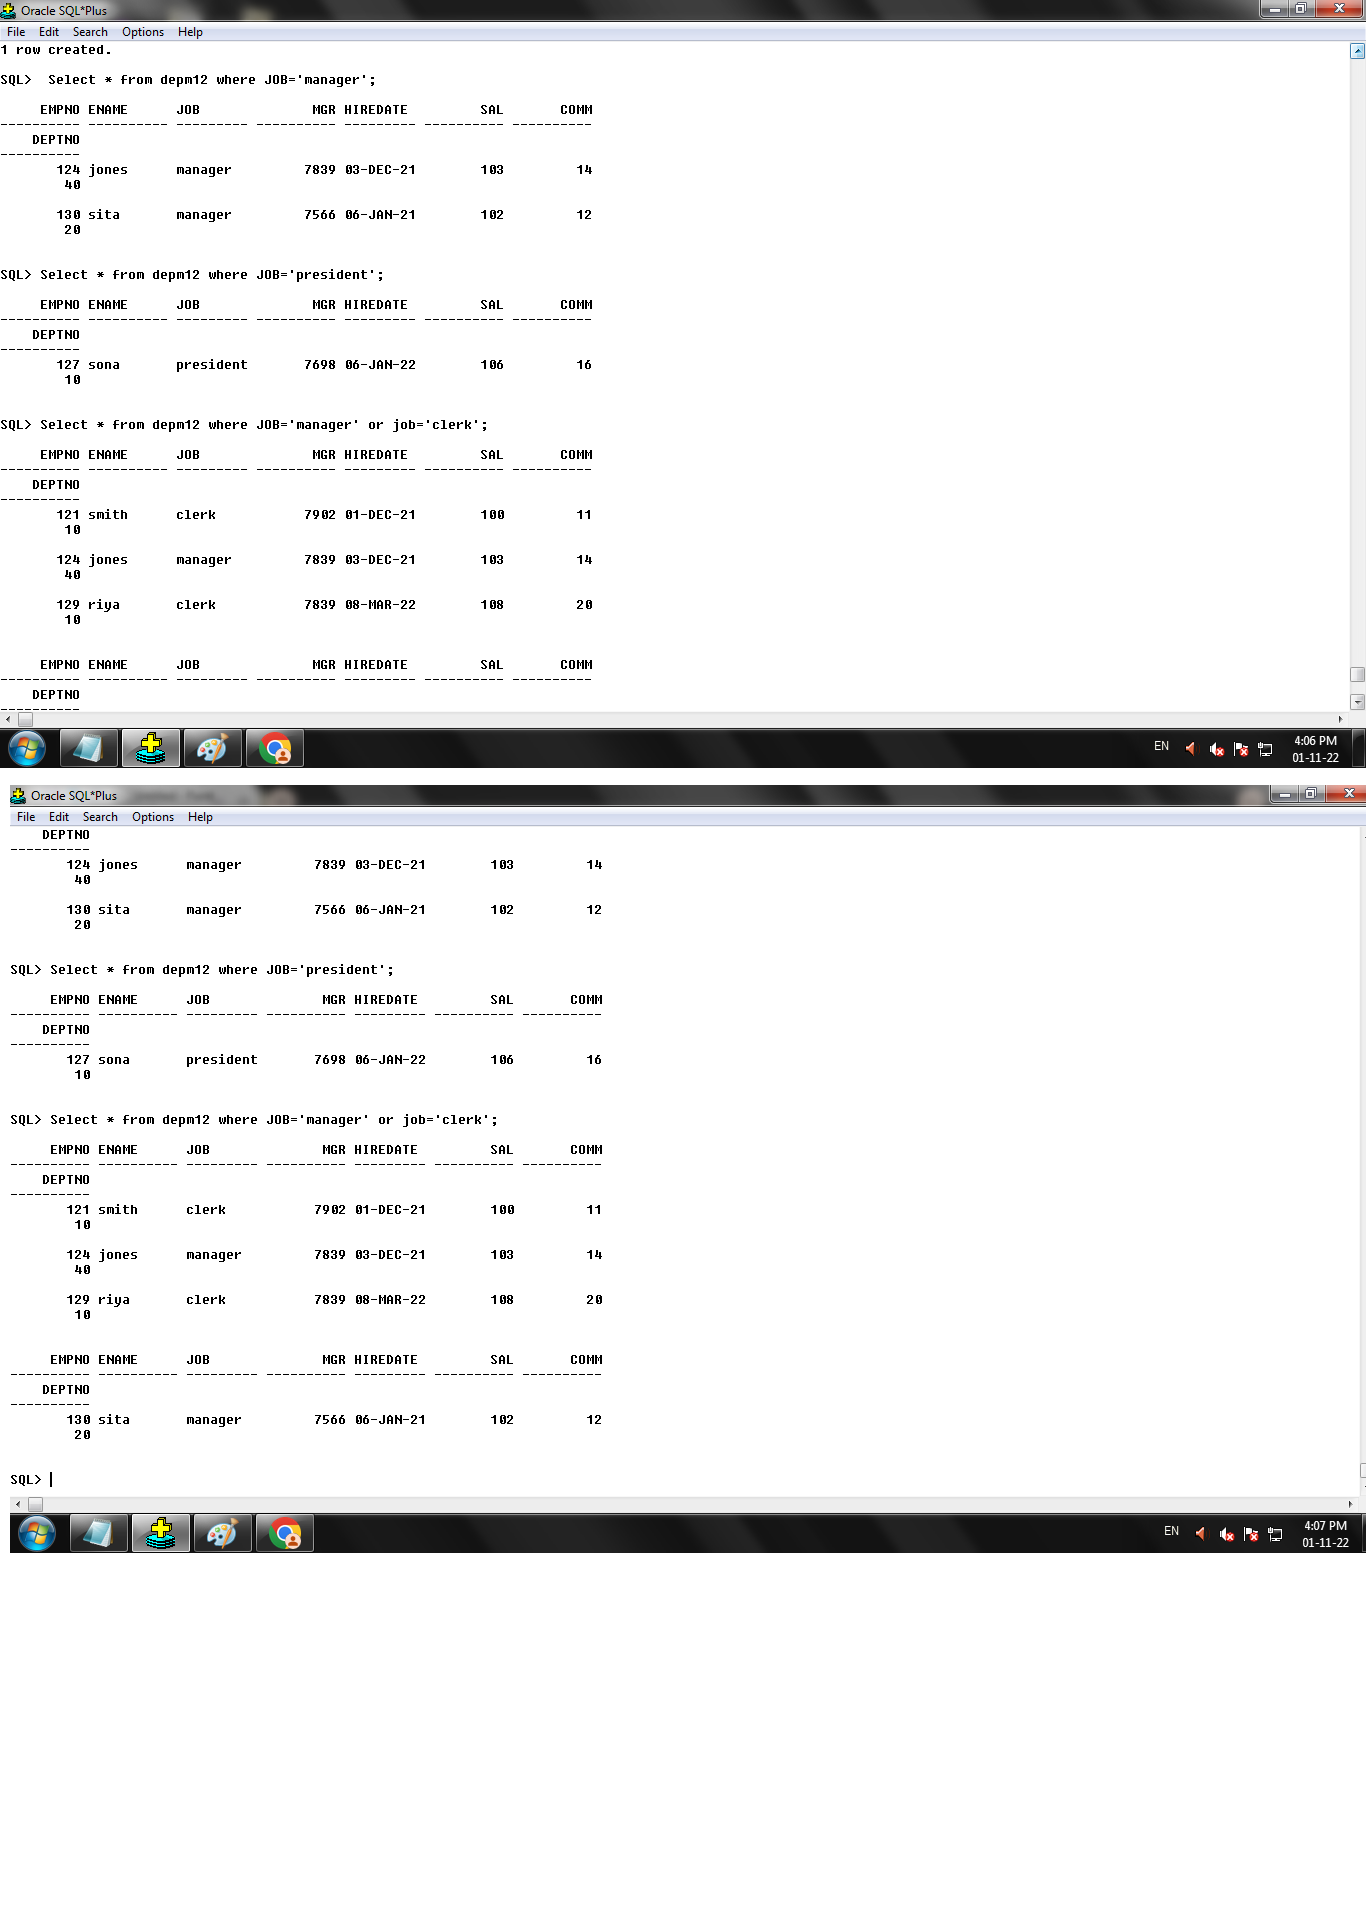 Oracle SQL*Plus
File Edit Search Options Help
1 row created.
SQL>  Select * from depm12 where JOB='manager';
     EMPNO ENAME      JOB              MGR HIREDATE         SAL       COMM
---------- ---------- --------- ---------- --------- ---------- ----------
    DEPTNO
----------
       124 jones      manager         7839 03-DEC-21        103         14
        40
       130 sita       manager         7566 06-JAN-21        102         12
        20
SQL> Select * from depm12 where JOB='president';
     EMPNO ENAME      JOB              MGR HIREDATE         SAL       COMM
---------- ---------- --------- ---------- --------- ---------- ----------
    DEPTNO
----------
       127 sona       president       7698 06-JAN-22        106         16
        10
SQL> Select * from depm12 where JOB='manager' or job='clerk';
     EMPNO ENAME      JOB              MGR HIREDATE         SAL       COMM
---------- ---------- --------- ---------- --------- ---------- ----------
    DEPTNO
----------
       121 smith      clerk           7902 01-DEC-21        100         11
        10
       124 jones      manager         7839 03-DEC-21        103         14
        40
       129 riya       clerk           7839 08-MAR-22        108         20
        10
     EMPNO ENAME      JOB              MGR HIREDATE         SAL       COMM
---------- ---------- --------- ---------- --------- ---------- ----------
    DEPTNO
----------
EN 4:06 PM
01-11-22
Oracle SQL*Plus
File Edit Search Options Help
    DEPTNO
----------
       124 jones      manager         7839 03-DEC-21        103         14
        40
       130 sita       manager         7566 06-JAN-21        102         12
        20
SQL> Select * from depm12 where JOB='president';
     EMPNO ENAME      JOB              MGR HIREDATE         SAL       COMM
---------- ---------- --------- ---------- --------- ---------- ----------
    DEPTNO
----------
       127 sona       president       7698 06-JAN-22        106         16
        10
SQL> Select * from depm12 where JOB='manager' or job='clerk';
     EMPNO ENAME      JOB              MGR HIREDATE         SAL       COMM
---------- ---------- --------- ---------- --------- ---------- ----------
    DEPTNO
----------
       121 smith      clerk           7902 01-DEC-21        100         11
        10
       124 jones      manager         7839 03-DEC-21        103         14
        40
       129 riya       clerk           7839 08-MAR-22        108         20
        10
     EMPNO ENAME      JOB              MGR HIREDATE         SAL       COMM
---------- ---------- --------- ---------- --------- ---------- ----------
    DEPTNO
----------
       130 sita       manager         7566 06-JAN-21        102         12
        20
SQL>
EN 4:07 PM
01-11-22